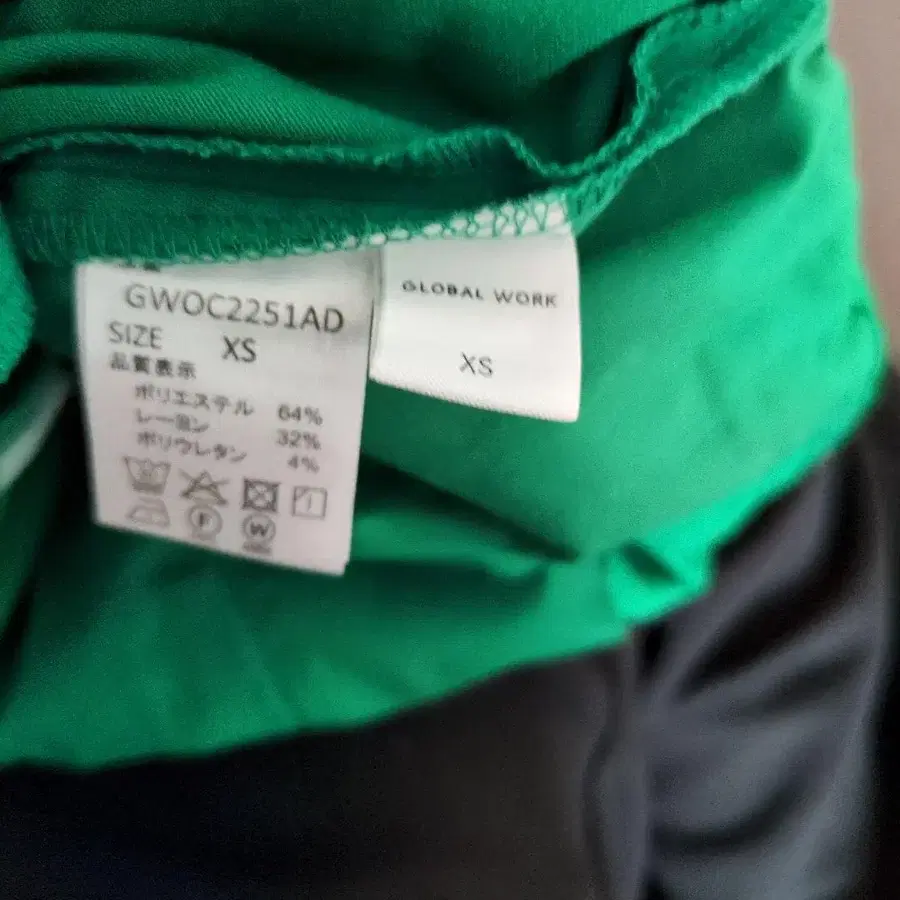 GWOC2251AD
SIZE XS
品質表示
ポリエステル 64%
レーヨン 32%
ポリウレタン 4%
F
W
GLOBAL WORK
XS